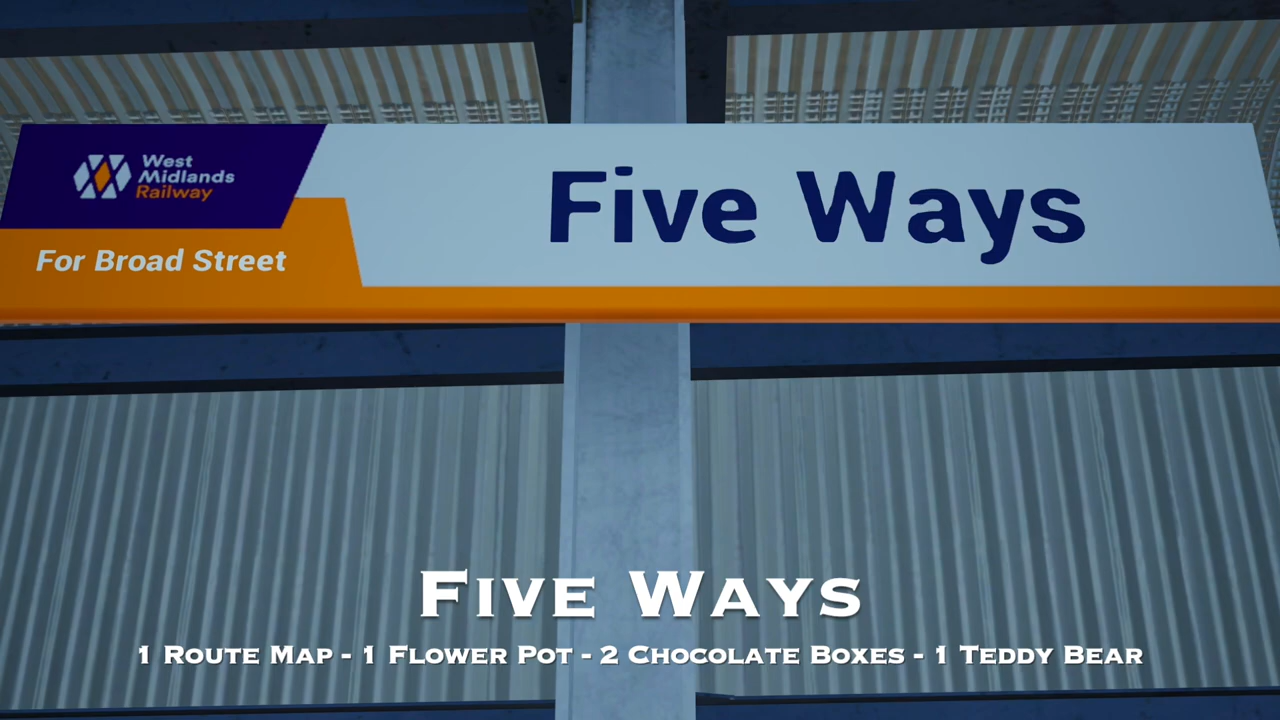 West
Midlands
Railway
For Broad Street
Five Ways
Five Ways
1 Route Map - 1 Flower Pot - 2 Chocolate Boxes - 1 Teddy Bear